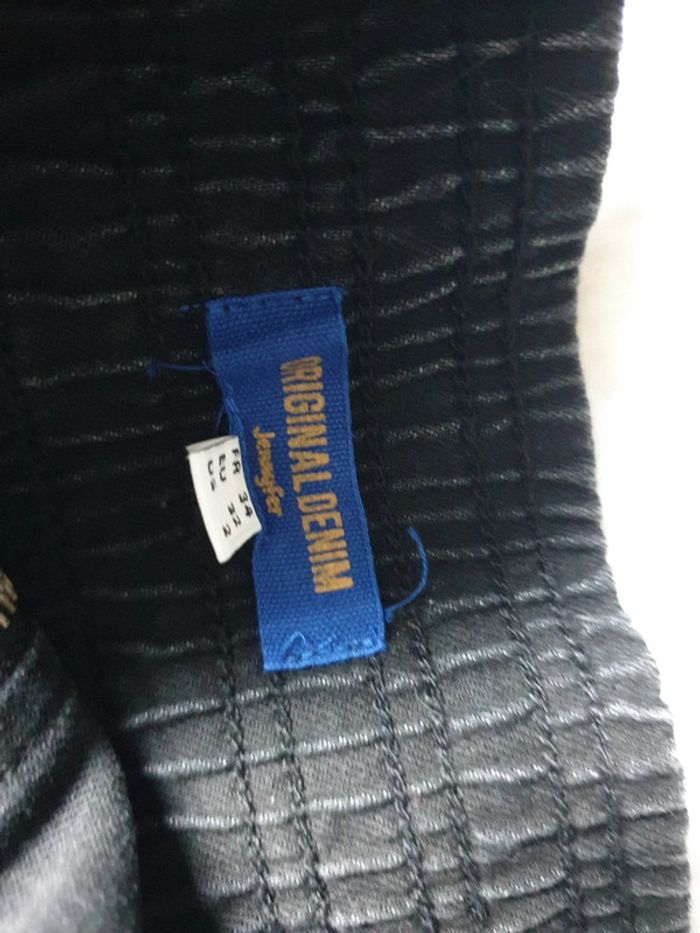 ORIGINAL DENIM
Jennyfer
FR 34
EU 32
US 2